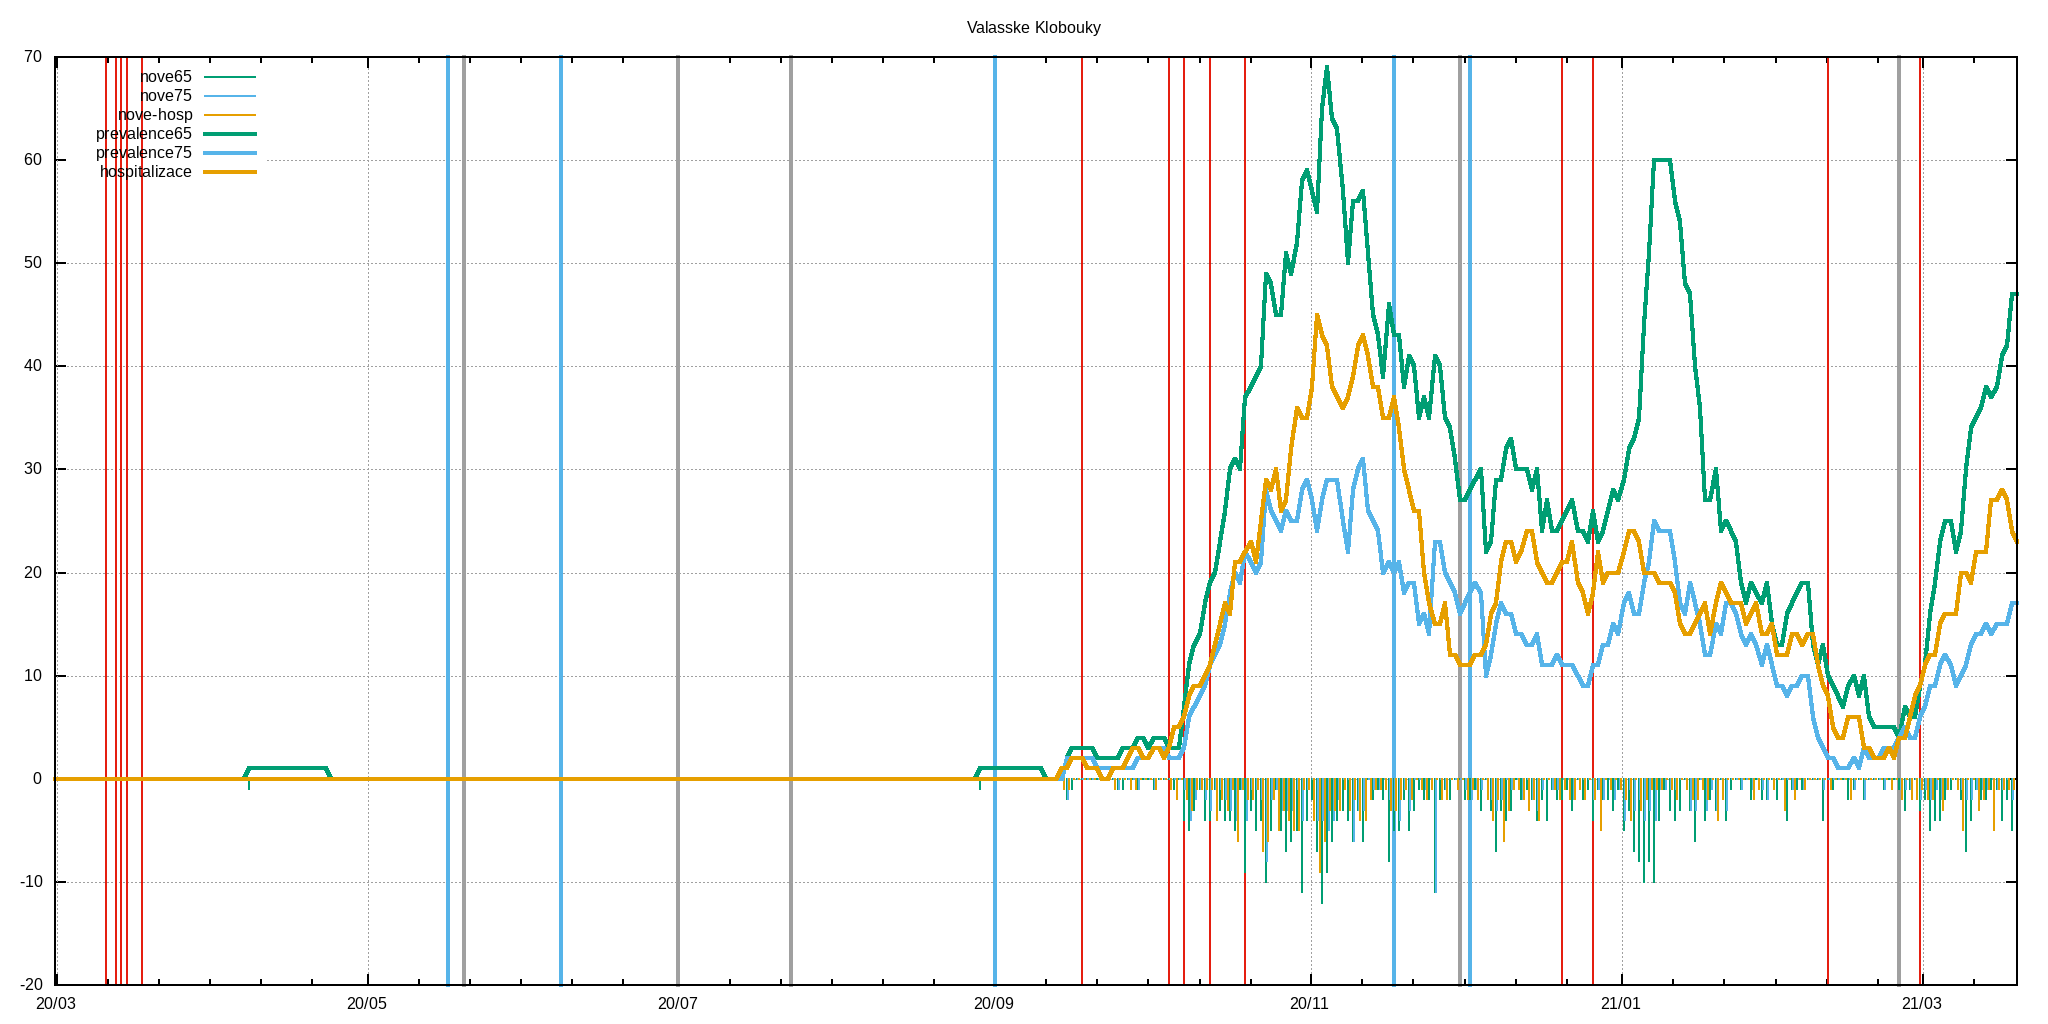 Valasske Klobouky
70
60
50
40
30
20
10
0
-10
-20
nove65
nove75
nove-hosp
prevalence65
prevalence75
hospitalizace
20/03 20/05 20/07 20/09 20/11 21/01 21/03